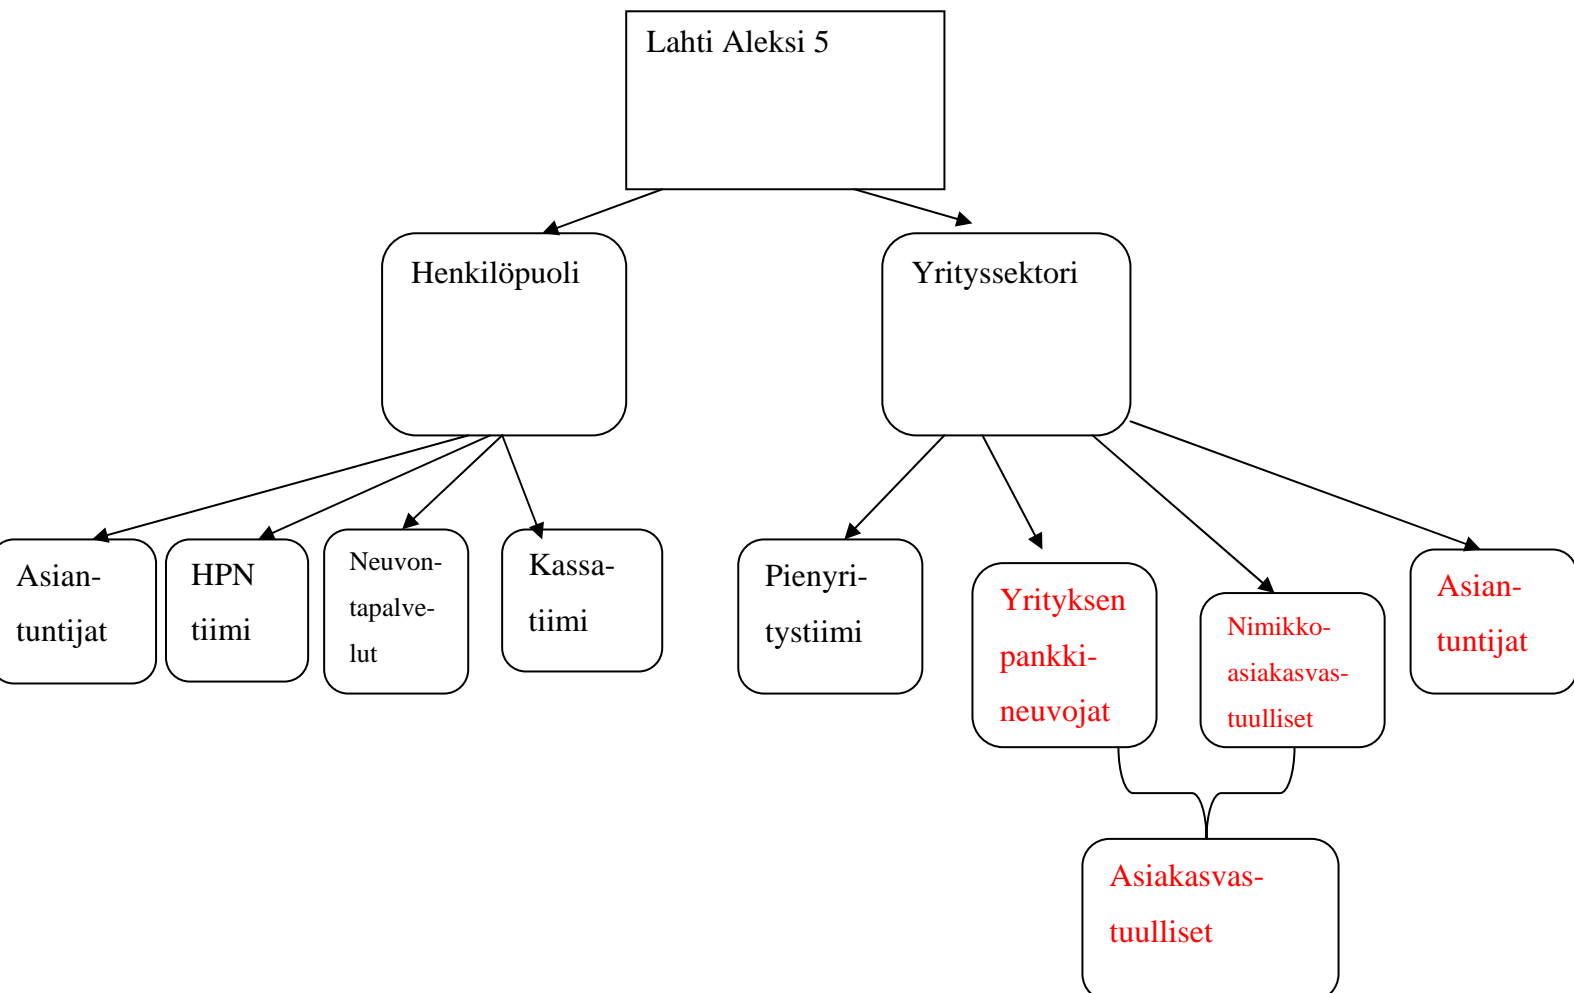 Lahti Aleksi 5
Henkilöpuoli
Yrityssektori
Asian-
tuntijat
HPN
tiimi
Neuvon-
tapalve-
lut
Kassa-
tiimi
Pienyri-
tystiimi
Yrityksen
pankki-
neuvojat
Nimikko-
asiakasvas-
tuulliset
Asian-
tuntijat
Asiakasvas-
tuulliset